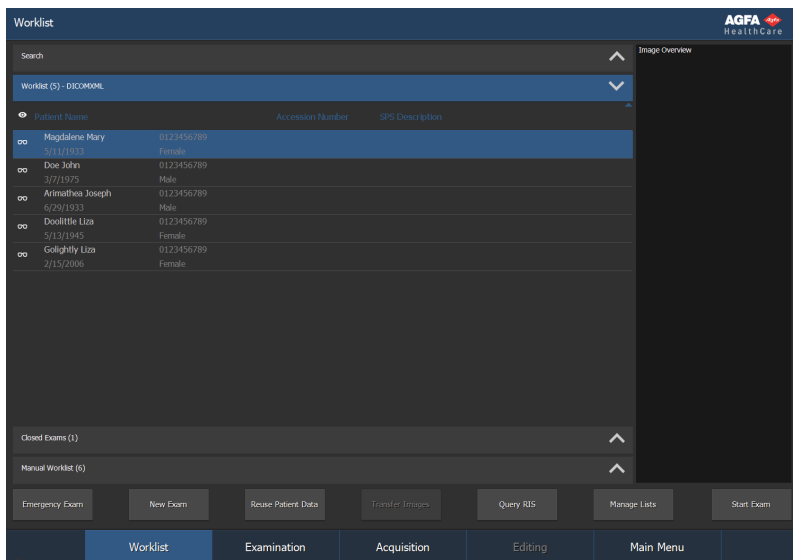 Worklist
AGFA
HealthCare
Search
Image Overview
Worklist (5) - DICOMXML
Patient Name Accession Number SPS Description
Magdalene Mary 0123456789
5/11/1933 Female
Doe John 0123456789
3/7/1975 Male
Arimathea Joseph 0123456789
6/29/1933 Male
Doolittle Liza 0123456789
5/13/1945 Female
Golightly Liza 0123456789
2/15/2006 Female
Closed Exams (1)
Manual Worklist (6)
Emergency Exam New Exam Reuse Patient Data Transfer Images Query RIS Manage Lists Start Exam
Worklist Examination Acquisition Editing Main Menu